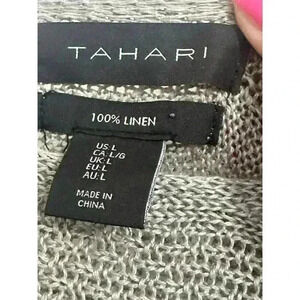 TAHARI
100% LINEN
US:L
CA:L/G
UK:L
EU:L
AU:L
MADE IN
CHINA